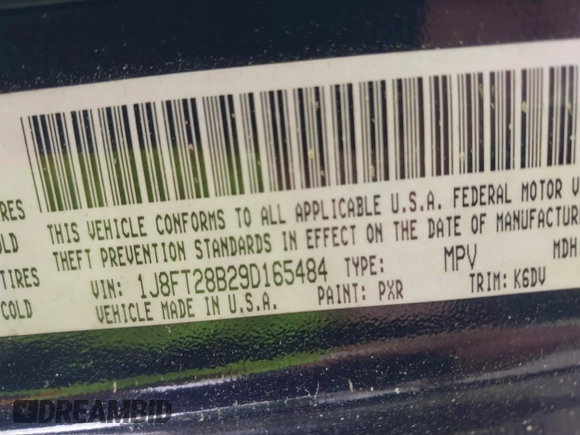 THIS VEHICLE CONFORMS TO ALL APPLICABLE U.S.A. FEDERAL MOTOR V
THEFT PREVENTION STANDARDS IN EFFECT ON THE DATE OF MANUFACTUR
VIN: 1J8FT28B29D165484 TYPE: MPV MDH
VEHICLE MADE IN U.S.A. PAINT: PXR TRIM: K6DV
IRES
OLD
TIRES
COLD
DREAMBID